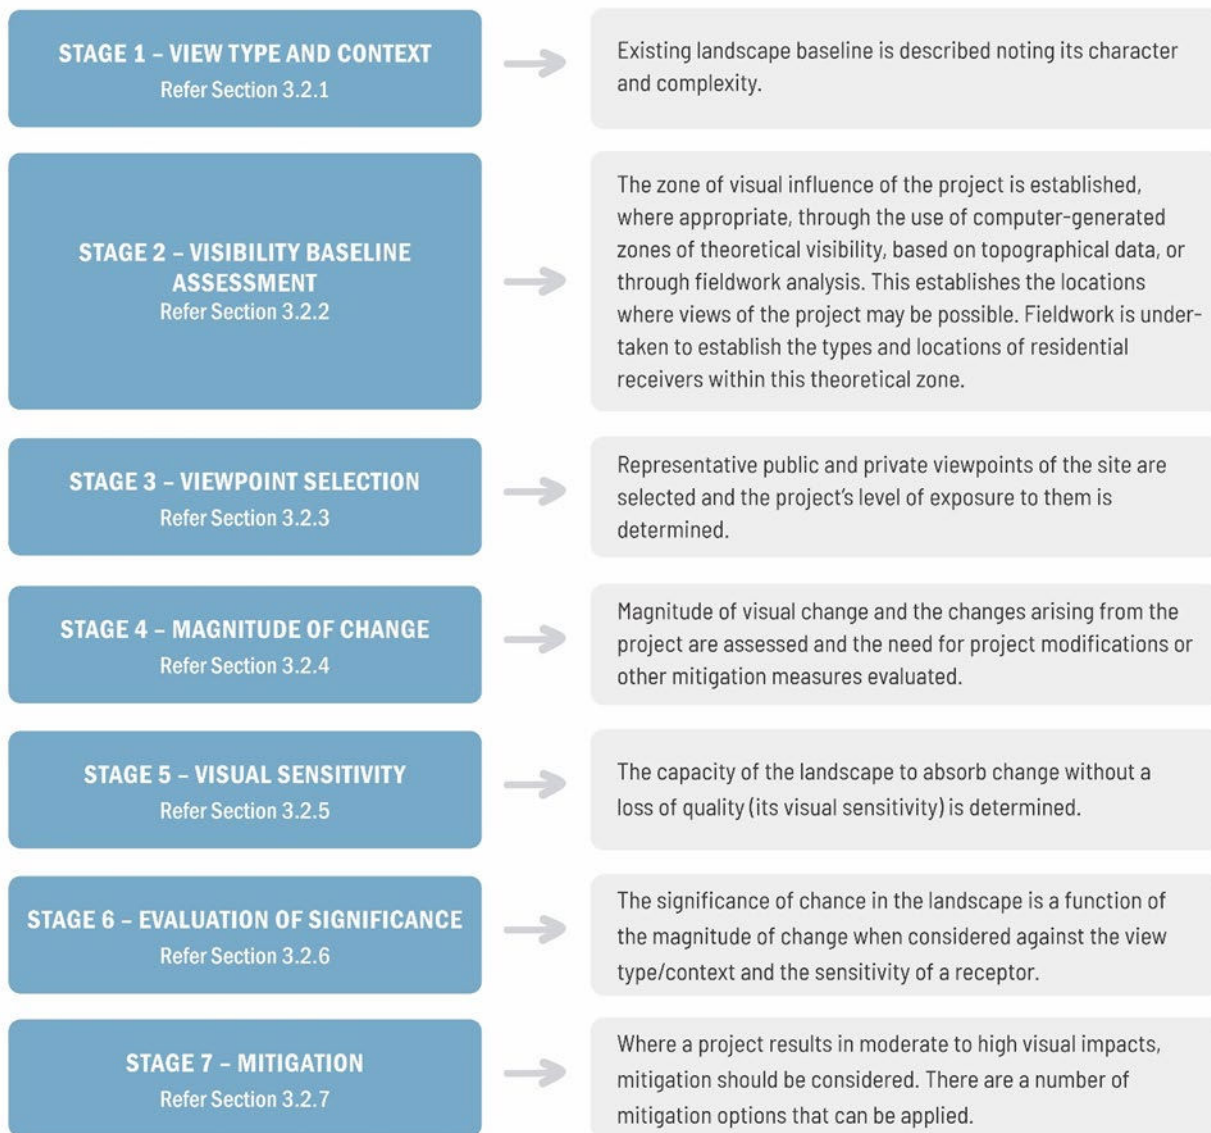 STAGE 1 – VIEW TYPE AND CONTEXT
Refer Section 3.2.1
Existing landscape baseline is described noting its character
and complexity.
STAGE 2 – VISIBILITY BASELINE
ASSESSMENT
Refer Section 3.2.2
The zone of visual influence of the project is established,
where appropriate, through the use of computer-generated
zones of theoretical visibility, based on topographical data, or
through fieldwork analysis. This establishes the locations
where views of the project may be possible. Fieldwork is under-
taken to establish the types and locations of residential
receivers within this theoretical zone.
STAGE 3 – VIEWPOINT SELECTION
Refer Section 3.2.3
Representative public and private viewpoints of the site are
selected and the project's level of exposure to them is
determined.
STAGE 4 – MAGNITUDE OF CHANGE
Refer Section 3.2.4
Magnitude of visual change and the changes arising from the
project are assessed and the need for project modifications or
other mitigation measures evaluated.
STAGE 5 – VISUAL SENSITIVITY
Refer Section 3.2.5
The capacity of the landscape to absorb change without a
loss of quality (its visual sensitivity) is determined.
STAGE 6 – EVALUATION OF SIGNIFICANCE
Refer Section 3.2.6
The significance of chance in the landscape is a function of
the magnitude of change when considered against the view
type/context and the sensitivity of a receptor.
STAGE 7 – MITIGATION
Refer Section 3.2.7
Where a project results in moderate to high visual impacts,
mitigation should be considered. There are a number of
mitigation options that can be applied.